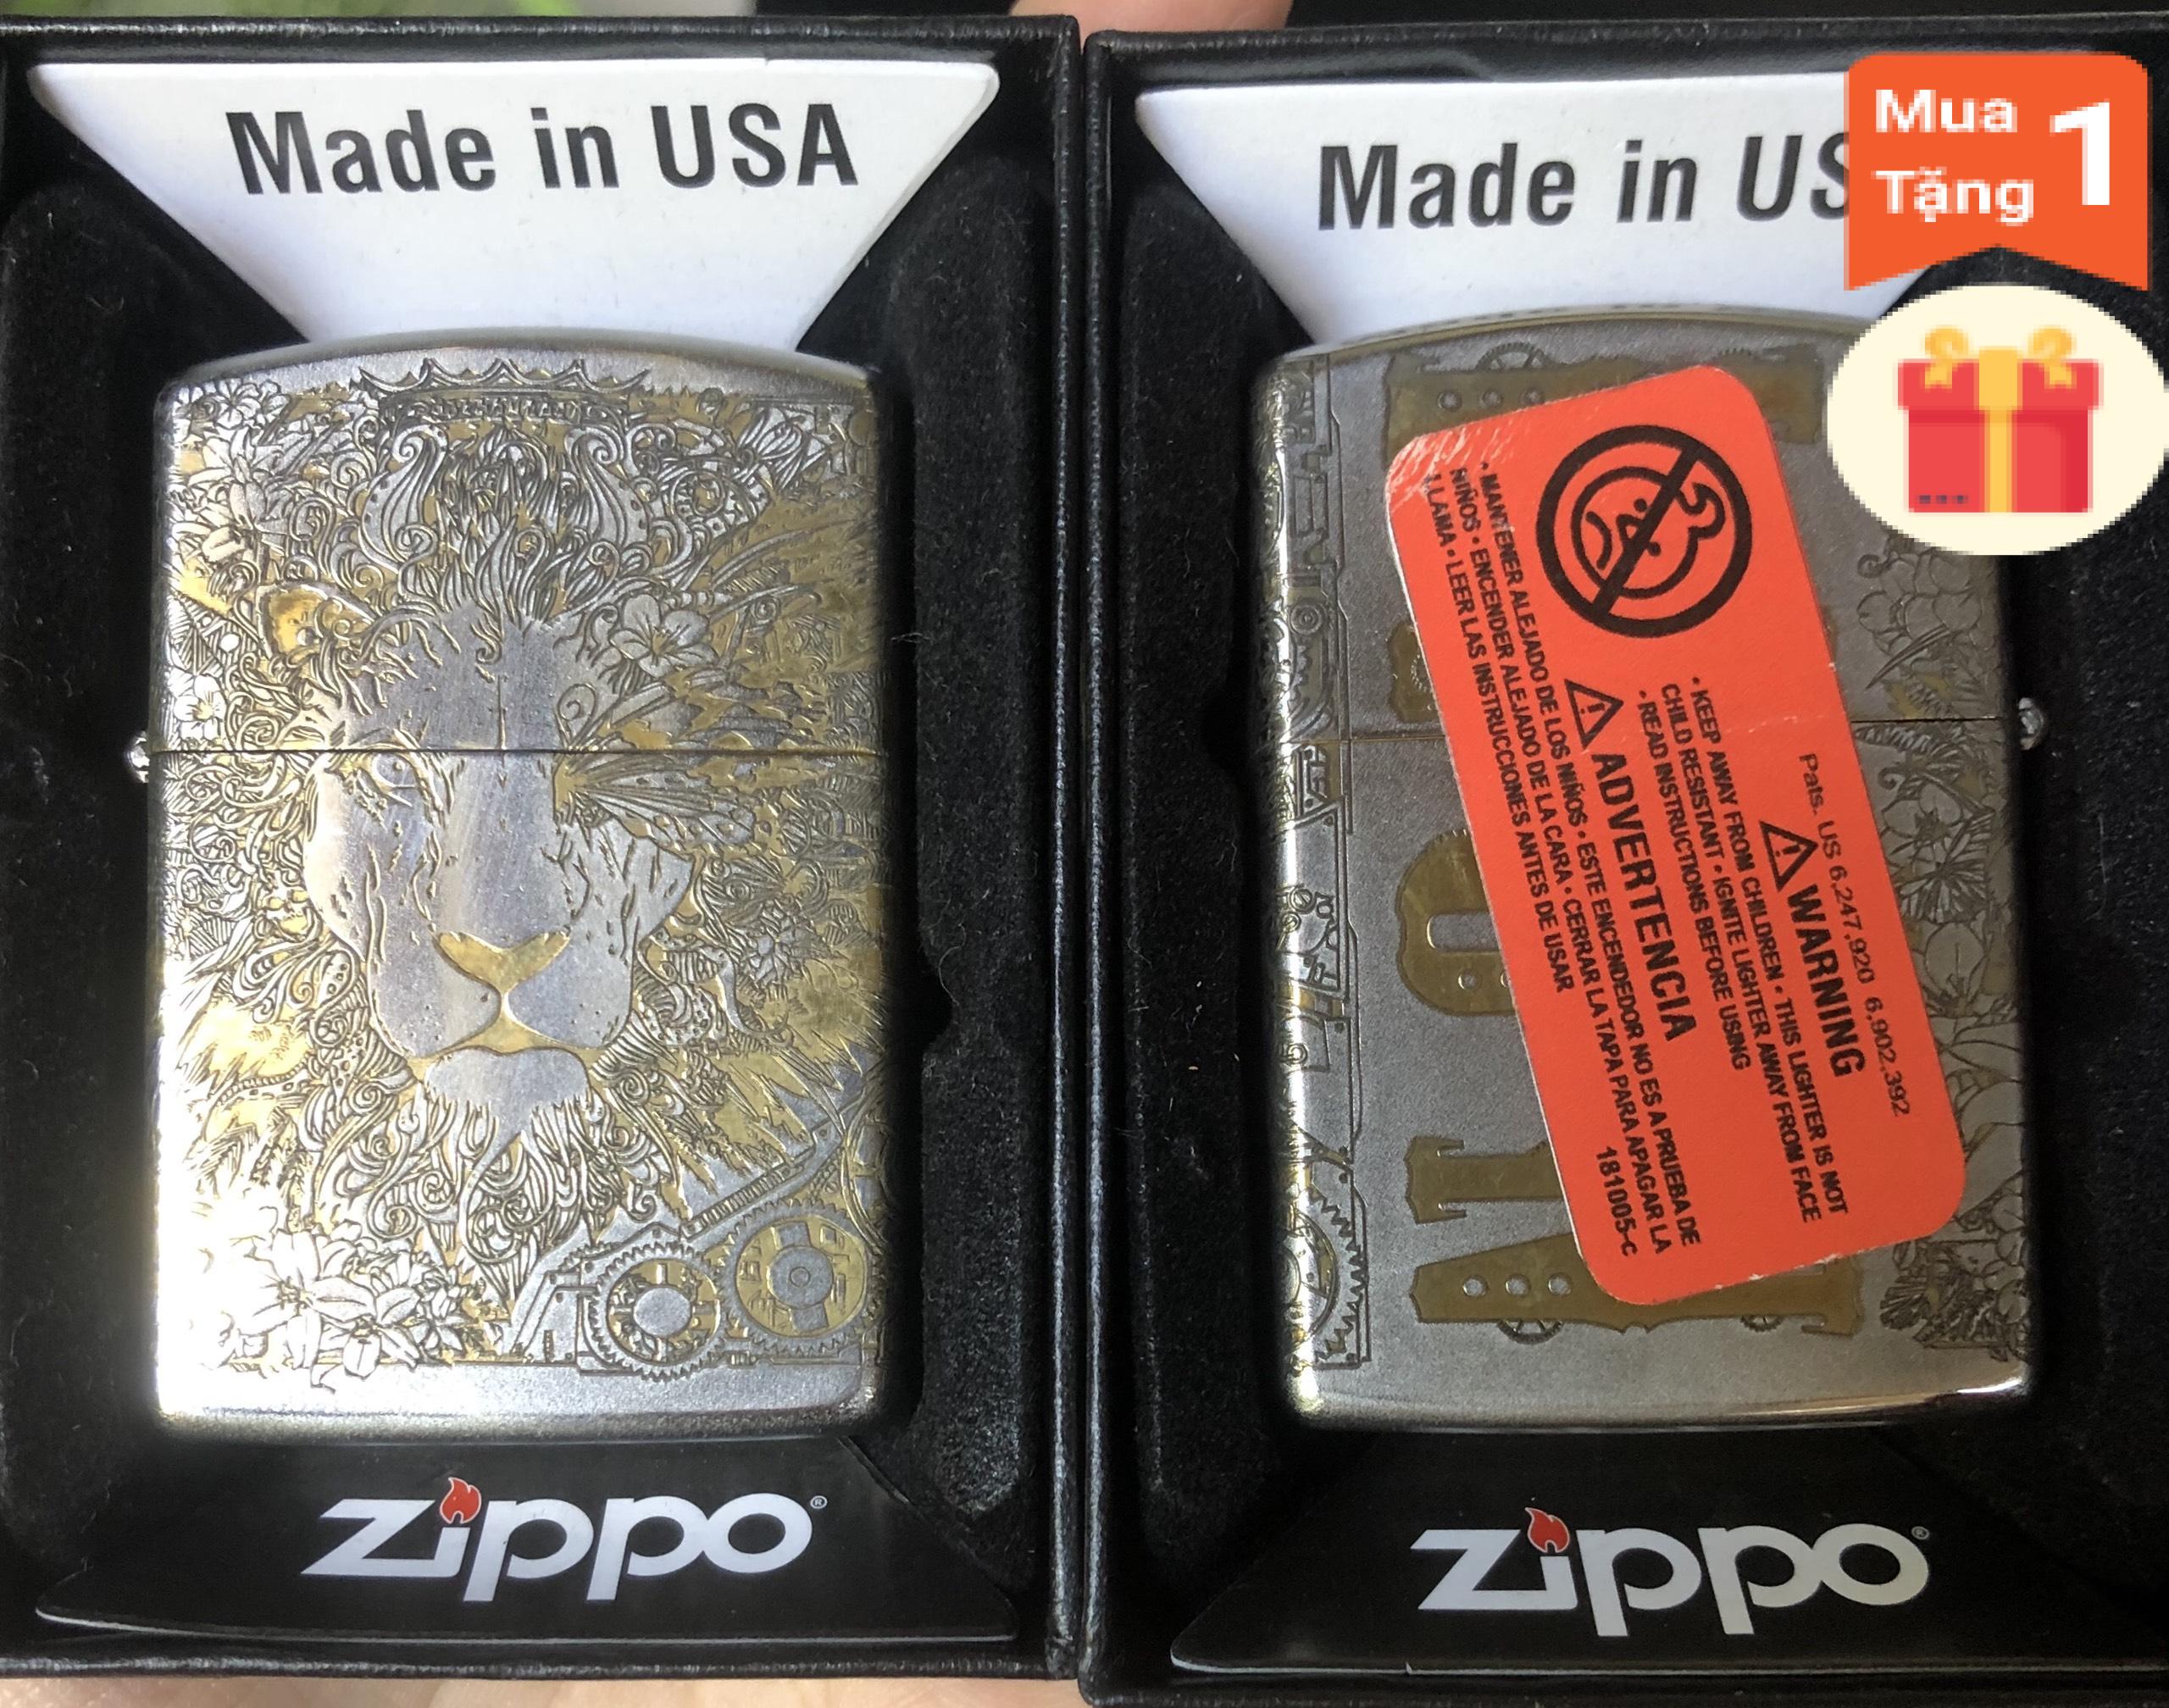 Made in USA
zippo®
Made in US
Mua
Tặng 1
• MANTENER ALEJADO DE LOS NIÑOS • ESTE ENCENDEDOR NO ES A PRUEBA DE
NIÑOS • ENCENDER ALEJADO DE LA CARA • CERRAR LA TAPA PARA APAGAR LA
LLAMA • LEER LAS INSTRUCCIONES ANTES DE USAR
181005-C
ADVERTENCIA
• KEEP AWAY FROM CHILDREN • THIS LIGHTER IS NOT
CHILD RESISTANT • IGNITE LIGHTER AWAY FROM FACE
• READ INSTRUCTIONS BEFORE USING
WARNING
Pats. US 6,247,920 6,902,392
zippo®